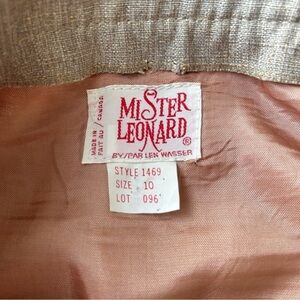 MADE IN / CANADA
FAIT AU
MISTER
LEONARD ®
BY/PAR LEN WASSER
STYLE 1469
SIZE 10
LOT 096